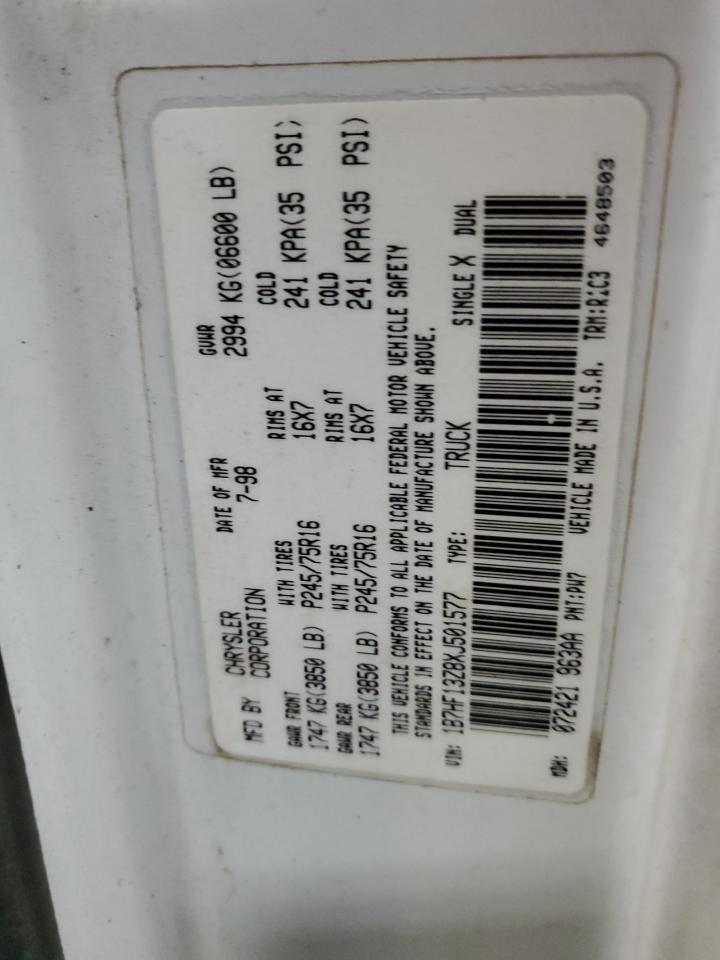 MFD BY CHRYSLER CORPORATION DATE OF MFR 7-98 GVWR 2994 KG(06600 LB)
GAWR FRONT WITH TIRES RIMS AT COLD
1747 KG(3850 LB) P245/75R16 16X7 241 KPA(35 PSI)
GAWR REAR WITH TIRES RIMS AT COLD
1747 KG(3850 LB) P245/75R16 16X7 241 KPA(35 PSI)
THIS VEHICLE CONFORMS TO ALL APPLICABLE FEDERAL MOTOR VEHICLE SAFETY
STANDARDS IN EFFECT ON THE DATE OF MANUFACTURE SHOWN ABOVE.
VIN: 1B7HF13Z8XJ501577 TYPE: TRUCK SINGLE X DUAL
MDH: 072421 963AA PNT:PW7 VEHICLE MADE IN U.S.A. TRM: 4648503